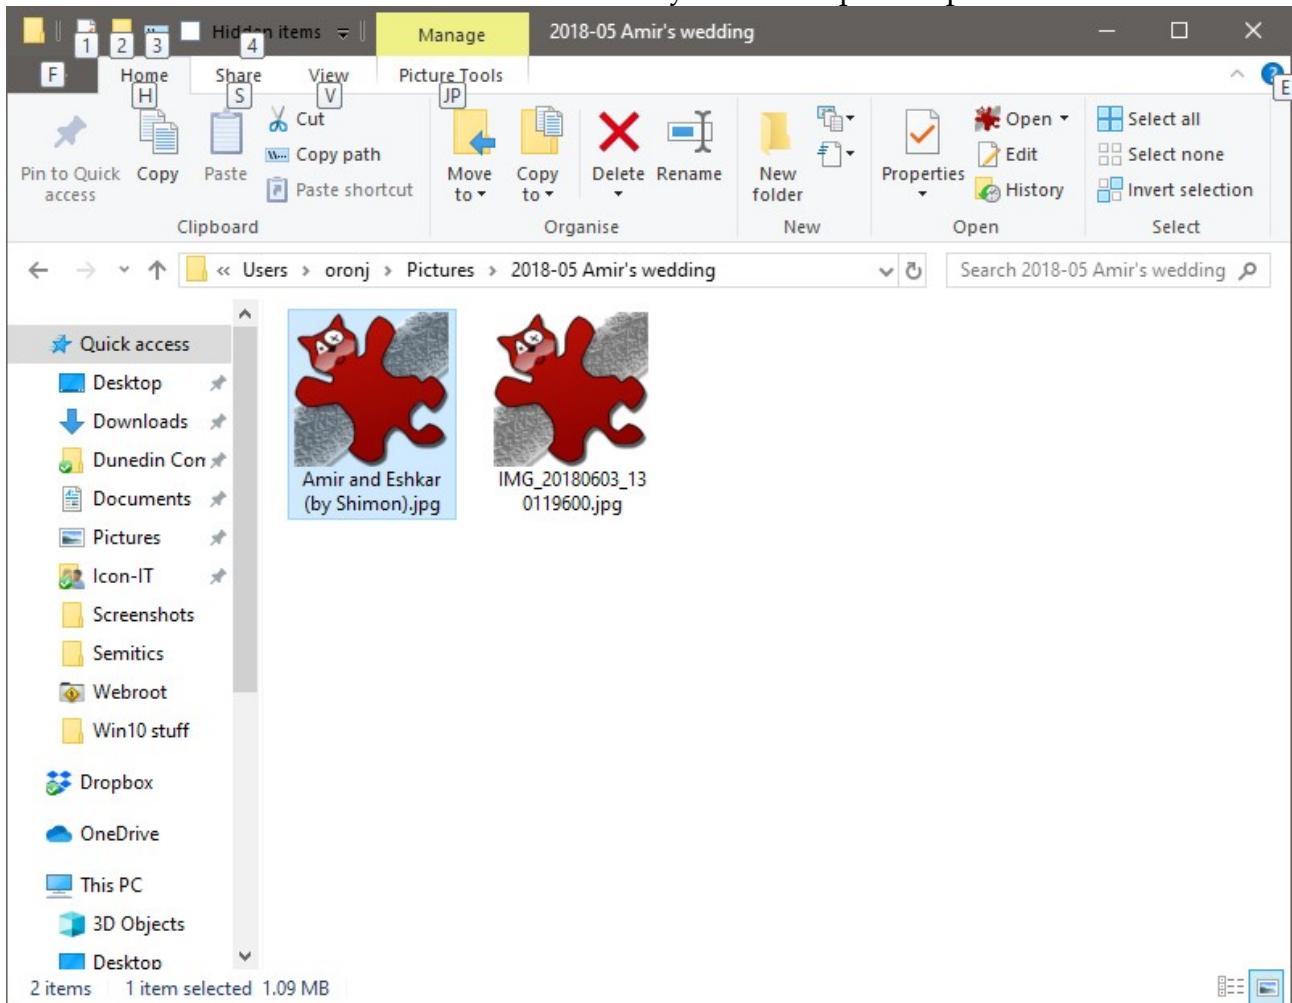 Hidden items
Manage
2018-05 Amir's wedding
1
2
3
4
F
Home
Share
View
Picture Tools
H
S
V
JP
E
Pin to Quick access
Copy
Paste
Cut
Copy path
Paste shortcut
Clipboard
Move to
Copy to
Delete
Rename
Organise
New folder
New
Properties
Open
Edit
History
Open
Select all
Select none
Invert selection
Select
« Users › oronj › Pictures › 2018-05 Amir's wedding
Search 2018-05 Amir's wedding
Quick access
Desktop
Downloads
Dunedin Con
Documents
Pictures
Icon-IT
Screenshots
Semitics
Webroot
Win10 stuff
Dropbox
OneDrive
This PC
3D Objects
Desktop
Amir and Eshkar
(by Shimon).jpg
IMG_20180603_13
0119600.jpg
2 items
1 item selected 1.09 MB